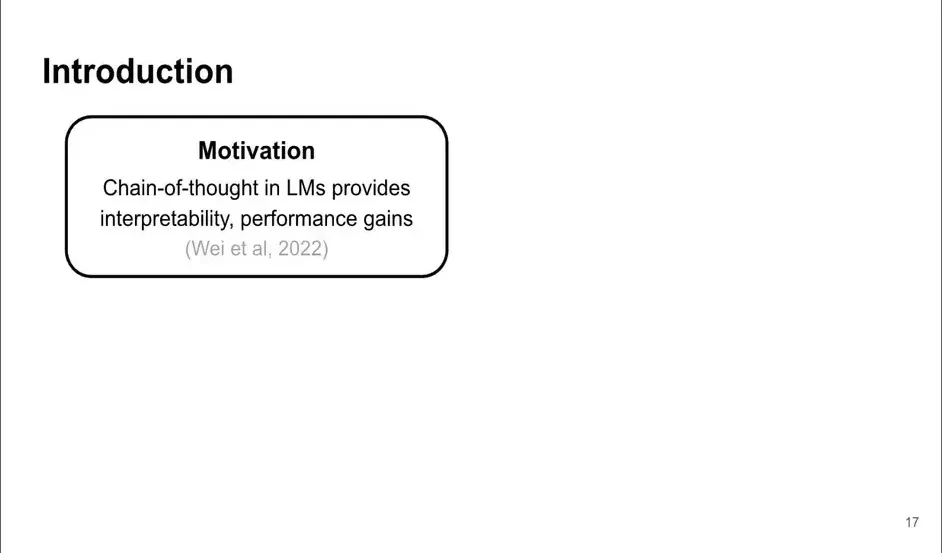 Introduction
Motivation
Chain-of-thought in LMs provides
interpretability, performance gains
(Wei et al, 2022)
17